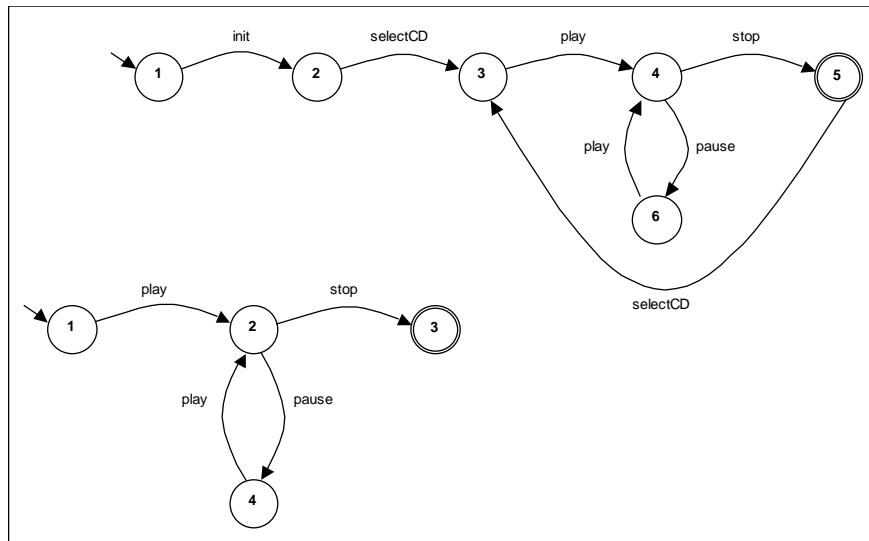 init
selectCD
play
stop
1
2
3
4
5
play
pause
6
selectCD
play
stop
1
2
3
play
pause
4